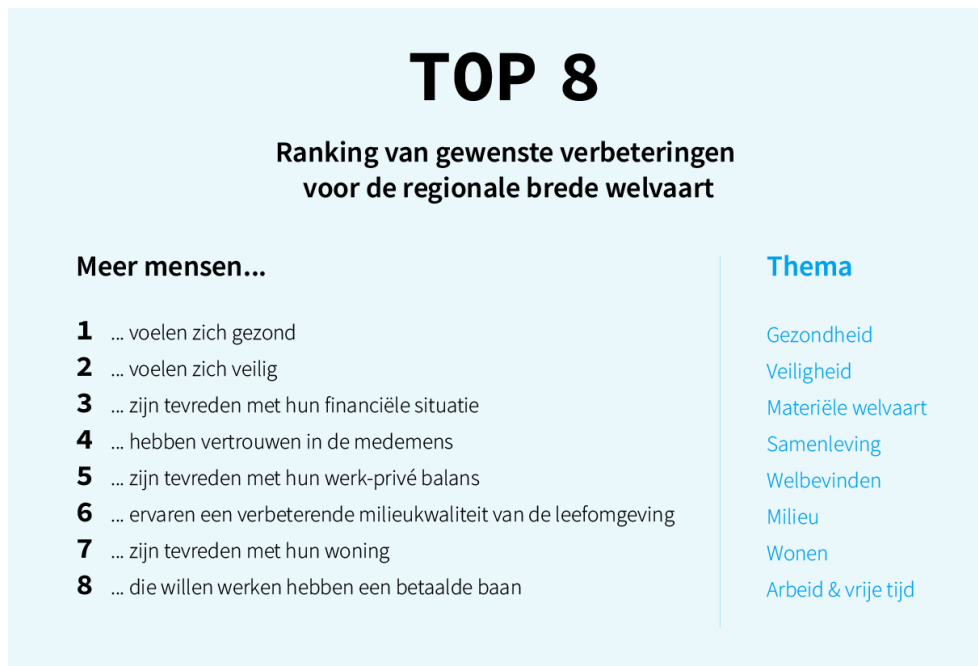 TOP 8
Ranking van gewenste verbeteringen
voor de regionale brede welvaart
Meer mensen... Thema
1 ... voelen zich gezond Gezondheid
2 ... voelen zich veilig Veiligheid
3 ... zijn tevreden met hun financiële situatie Materiële welvaart
4 ... hebben vertrouwen in de medemens Samenleving
5 ... zijn tevreden met hun werk-privé balans Welbevinden
6 ... ervaren een verbeterende milieukwaliteit van de leefomgeving Milieu
7 ... zijn tevreden met hun woning Wonen
8 ... die willen werken hebben een betaalde baan Arbeid & vrije tijd